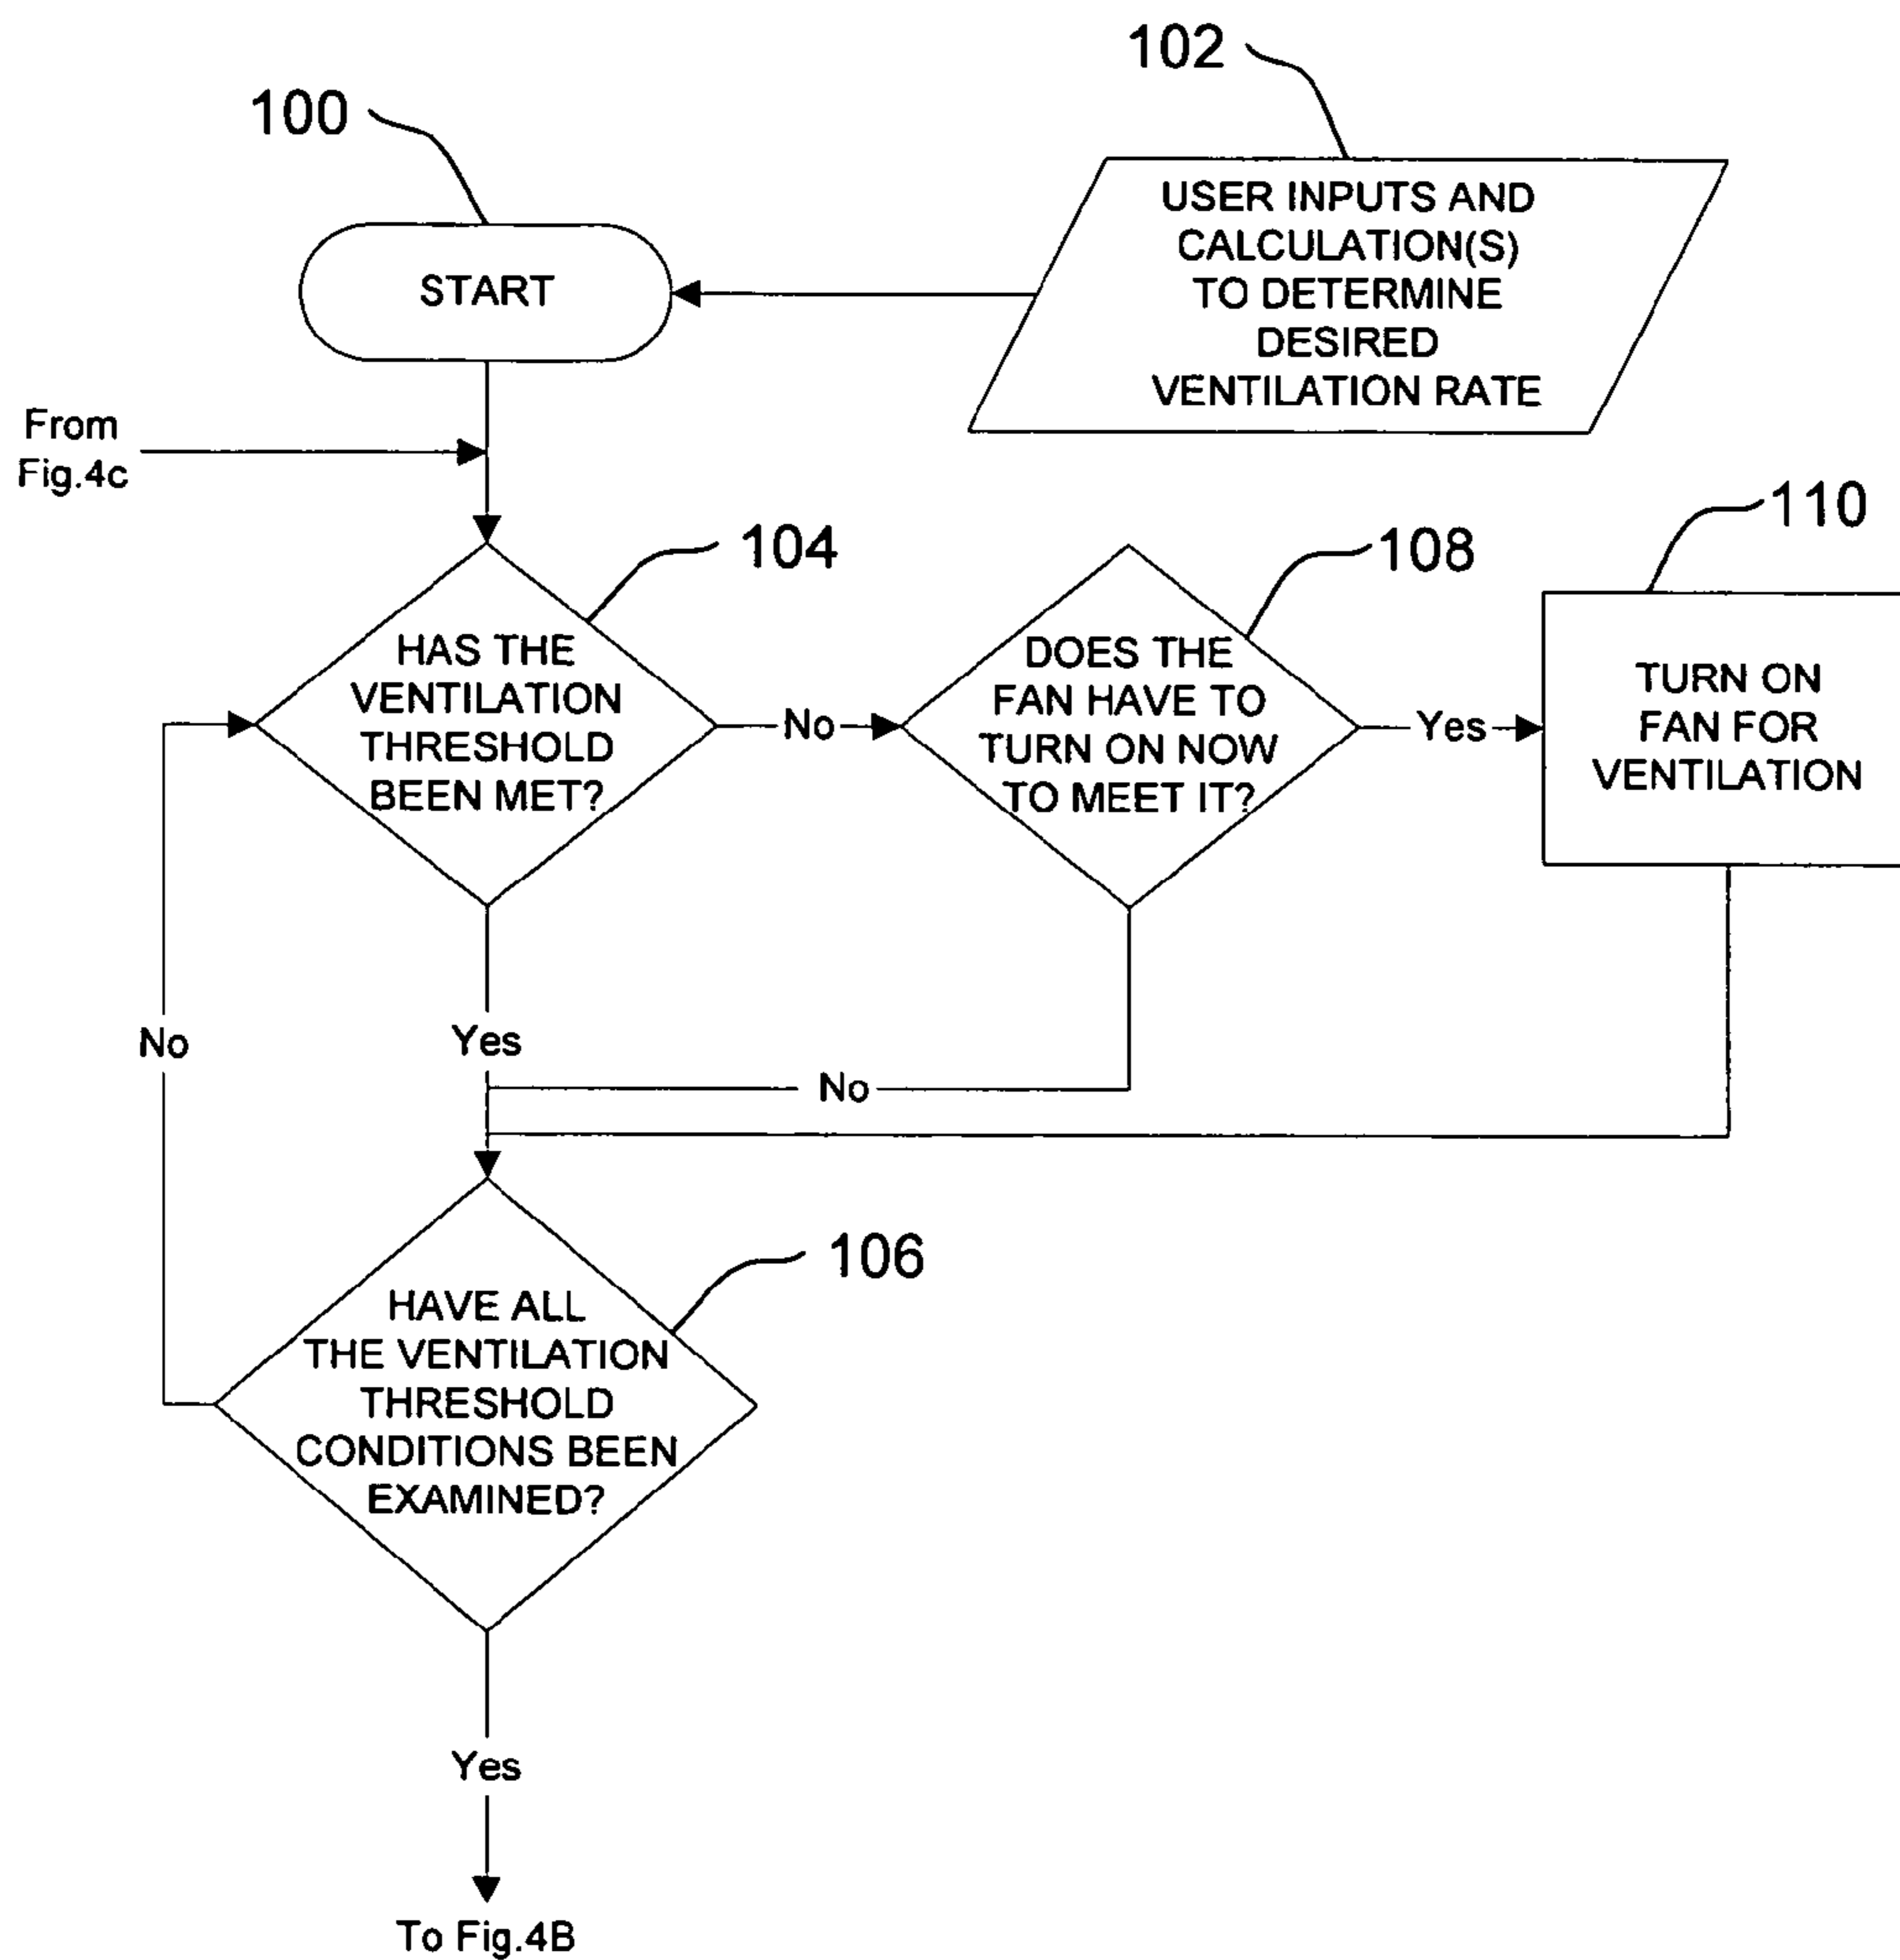 102
100
USER INPUTS AND
CALCULATION(S)
TO DETERMINE
DESIRED
VENTILATION RATE
START
From
Fig.4c
104
108
110
HAS THE
VENTILATION
THRESHOLD
BEEN MET?
No
DOES THE
FAN HAVE TO
TURN ON NOW
TO MEET IT?
Yes
TURN ON
FAN FOR
VENTILATION
No
Yes
No
106
HAVE ALL
THE VENTILATION
THRESHOLD
CONDITIONS BEEN
EXAMINED?
Yes
To Fig.4B